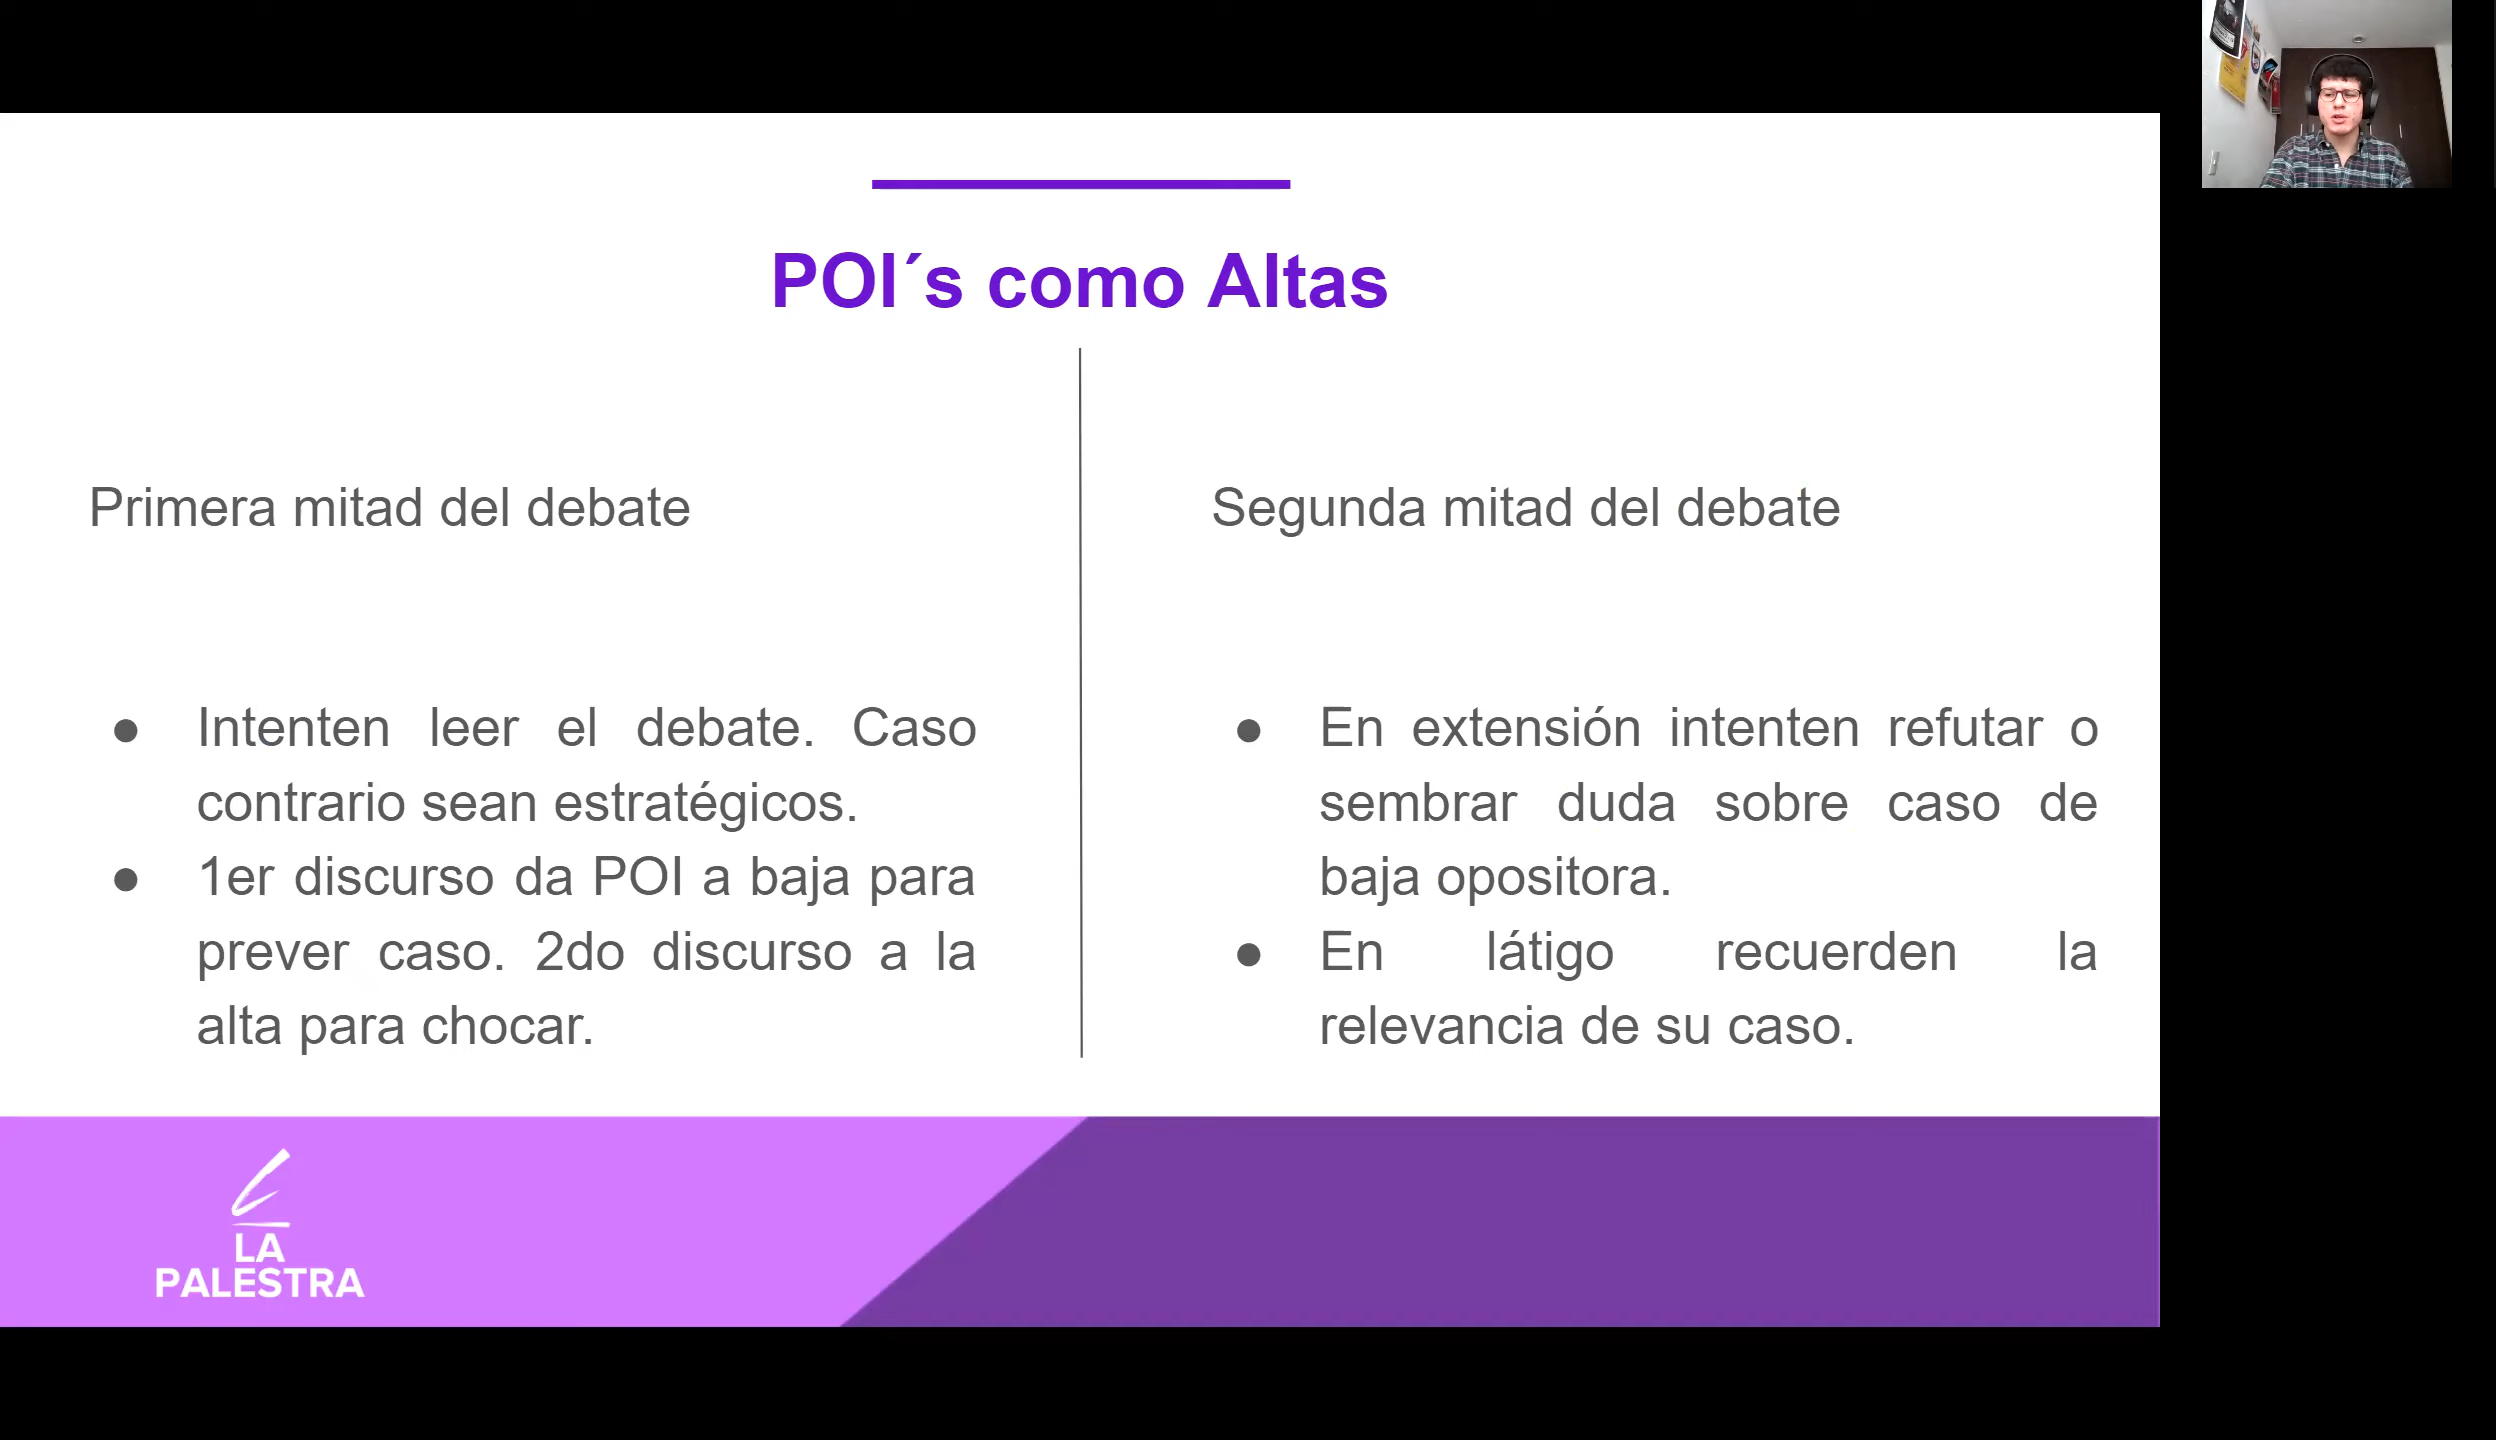 POI´s como Altas
Primera mitad del debate
● Intenten leer el debate. Caso
contrario sean estratégicos.
● 1er discurso da POI a baja para
prever caso. 2do discurso a la
alta para chocar.
Segunda mitad del debate
● En extensión intenten refutar o
sembrar duda sobre caso de
baja opositora.
● En látigo recuerden la
relevancia de su caso.
LA
PALESTRA